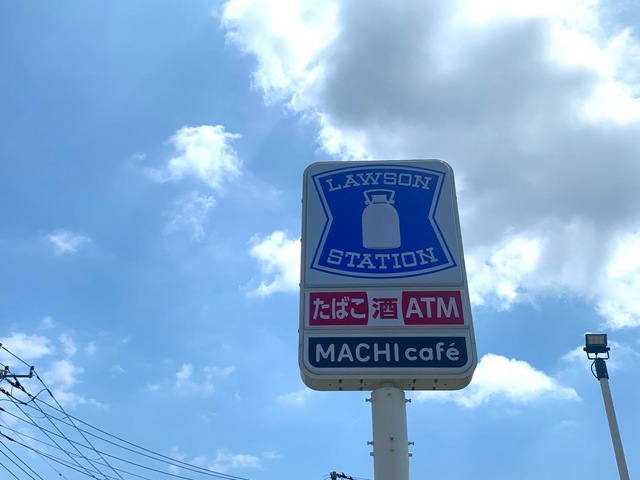 LAWSON
STATION
たばこ 酒 ATM
MACHI café